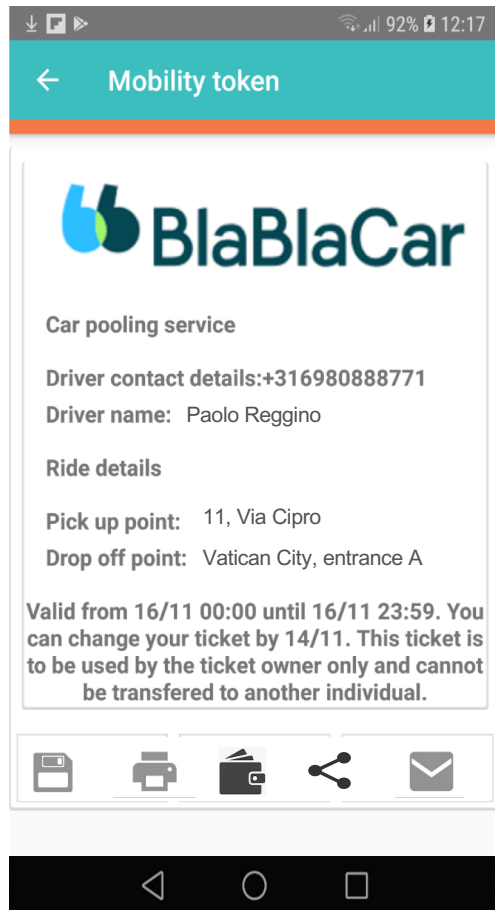 92% 12:17
Mobility token
BlaBlaCar
Car pooling service
Driver contact details:+316980888771
Driver name: Paolo Reggino
Ride details
Pick up point: 11, Via Cipro
Drop off point: Vatican City, entrance A
Valid from 16/11 00:00 until 16/11 23:59. You
can change your ticket by 14/11. This ticket is
to be used by the ticket owner only and cannot
be transfered to another individual.